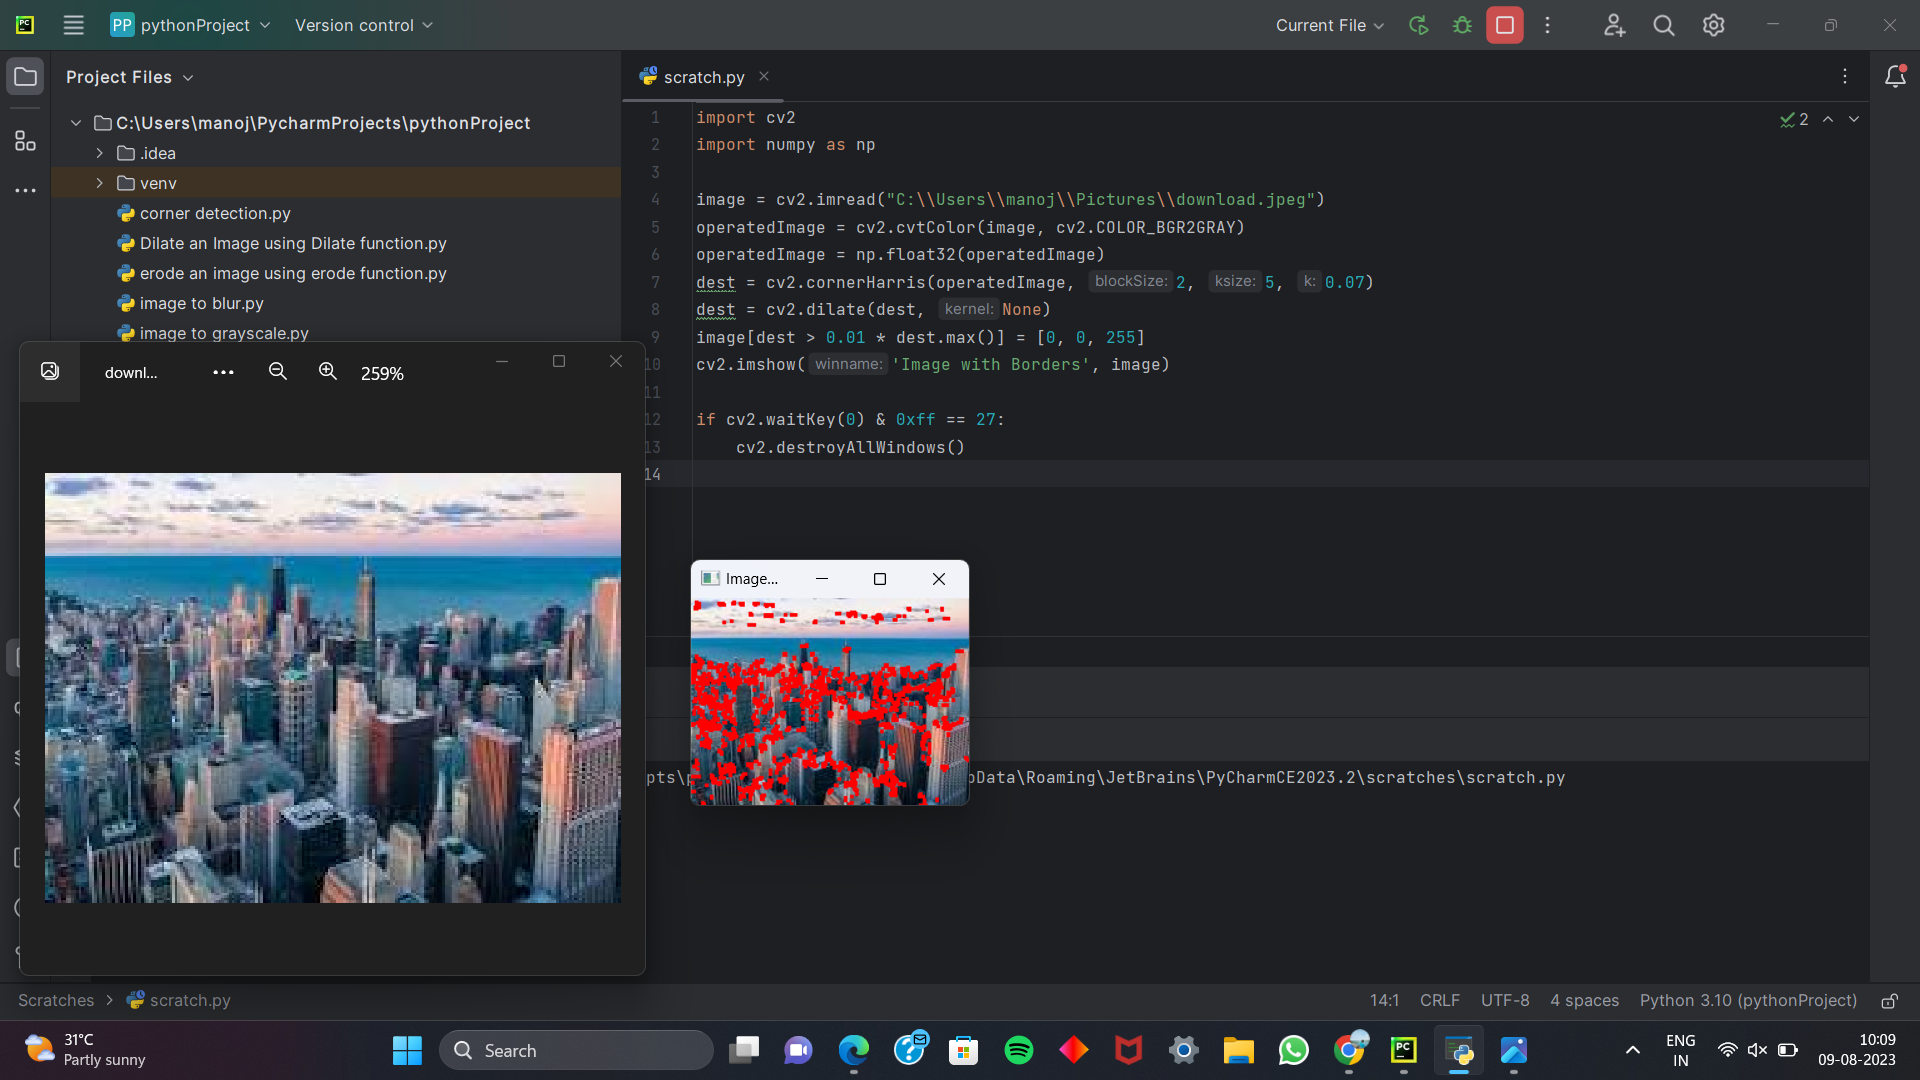 PC
PP pythonProject
Version control
Current File
Project Files
C:\Users\manoj\PycharmProjects\pythonProject
.idea
venv
corner detection.py
Dilate an Image using Dilate function.py
erode an image using erode function.py
image to blur.py
image to grayscale.py
scratch.py
2
1 import cv2
2 import numpy as np
3
4 image = cv2.imread("C:\\Users\\manoj\\Pictures\\download.jpeg")
5 operatedImage = cv2.cvtColor(image, cv2.COLOR_BGR2GRAY)
6 operatedImage = np.float32(operatedImage)
7 dest = cv2.cornerHarris(operatedImage, blockSize: 2, ksize: 5, k: 0.07)
8 dest = cv2.dilate(dest, kernel: None)
9 image[dest > 0.01 * dest.max()] = [0, 0, 255]
10 cv2.imshow( winname: 'Image with Borders', image)
11
12 if cv2.waitKey(0) & 0xff == 27:
13 cv2.destroyAllWindows()
14
downl...
259%
Image...
pts\
Data\Roaming\JetBrains\PyCharmCE2023.2\scratches\scratch.py
Scratches
scratch.py
14:1
CRLF
UTF-8
4 spaces
Python 3.10 (pythonProject)
31°C
Partly sunny
Search
PC
ENG
IN
10:09
09-08-2023